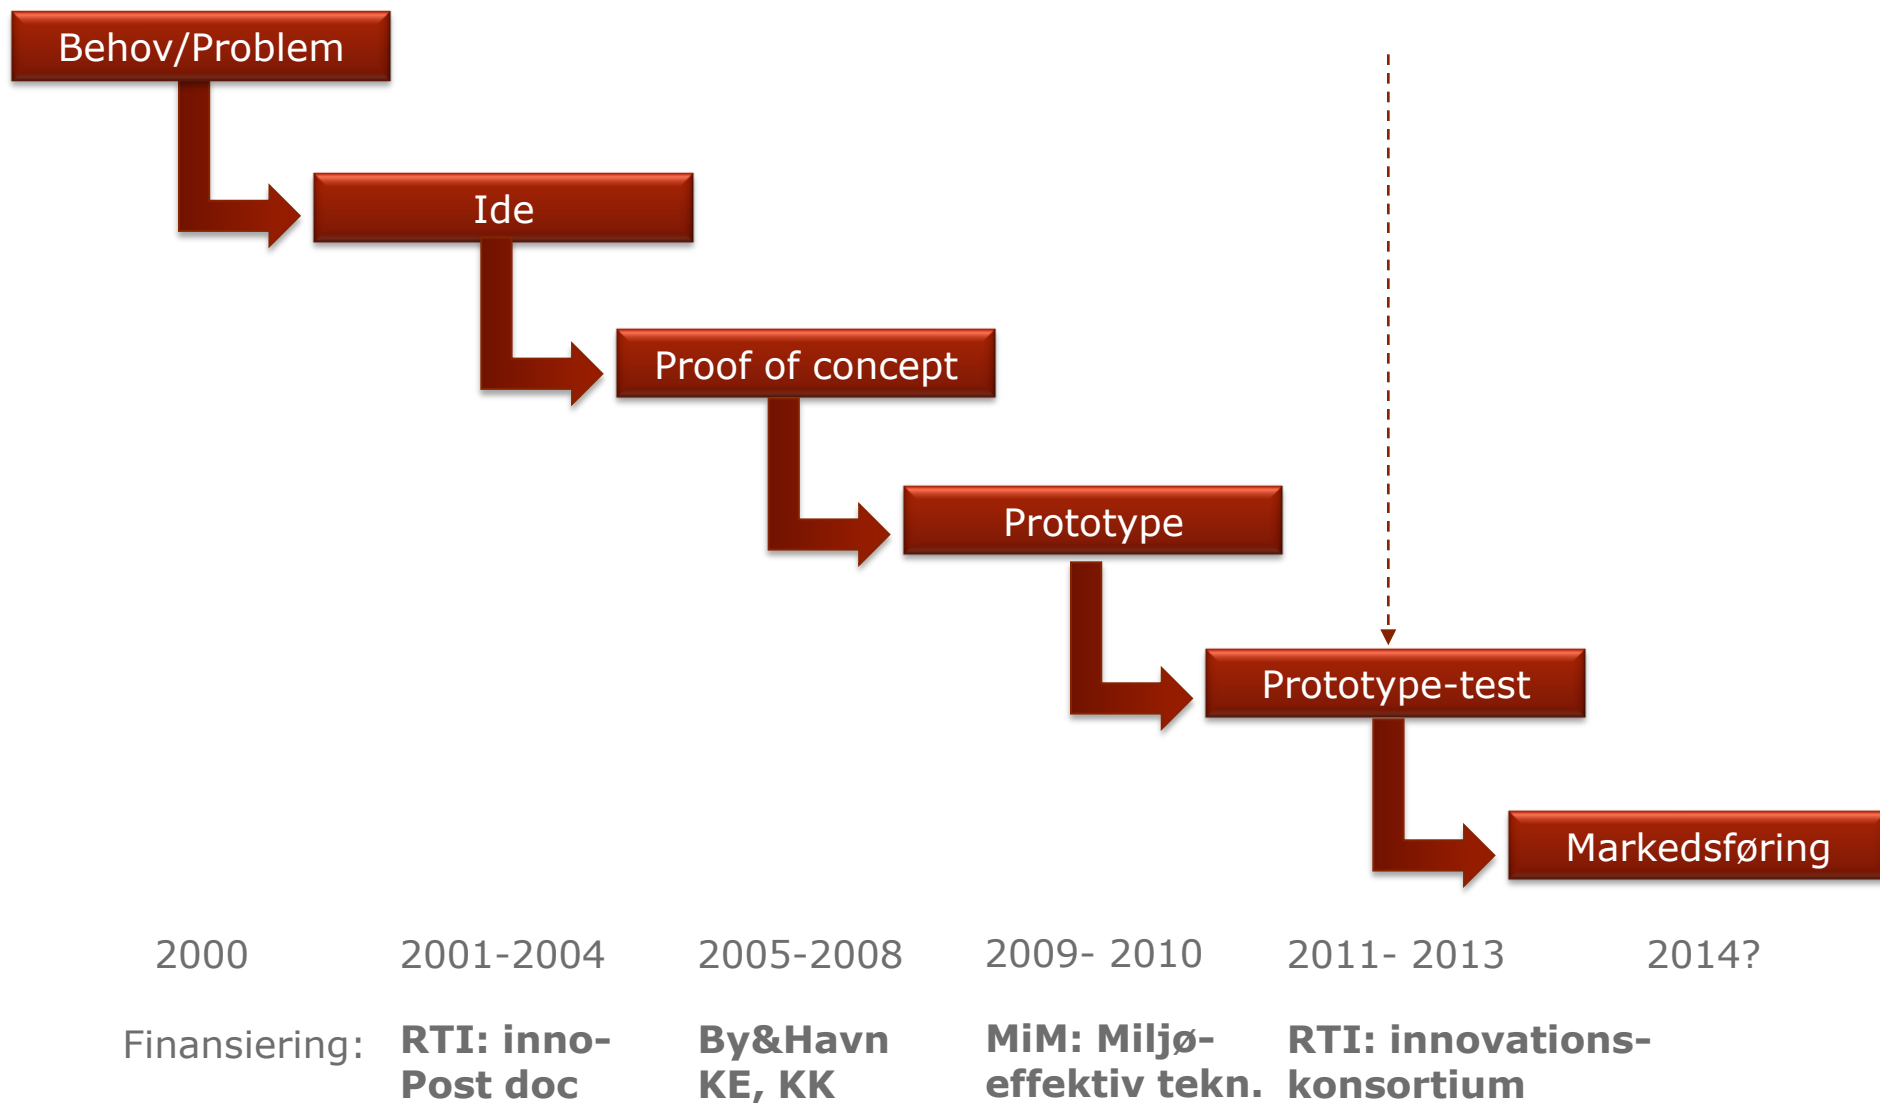 Behov/Problem
Ide
Proof of concept
Prototype
Prototype-test
Markedsføring
2000
2001-2004
2005-2008
2009- 2010
2011- 2013
2014?
Finansiering:
RTI: inno-
Post doc
By&Havn
KE, KK
MiM: Miljø-
effektiv tekn.
RTI: innovations-
konsortium